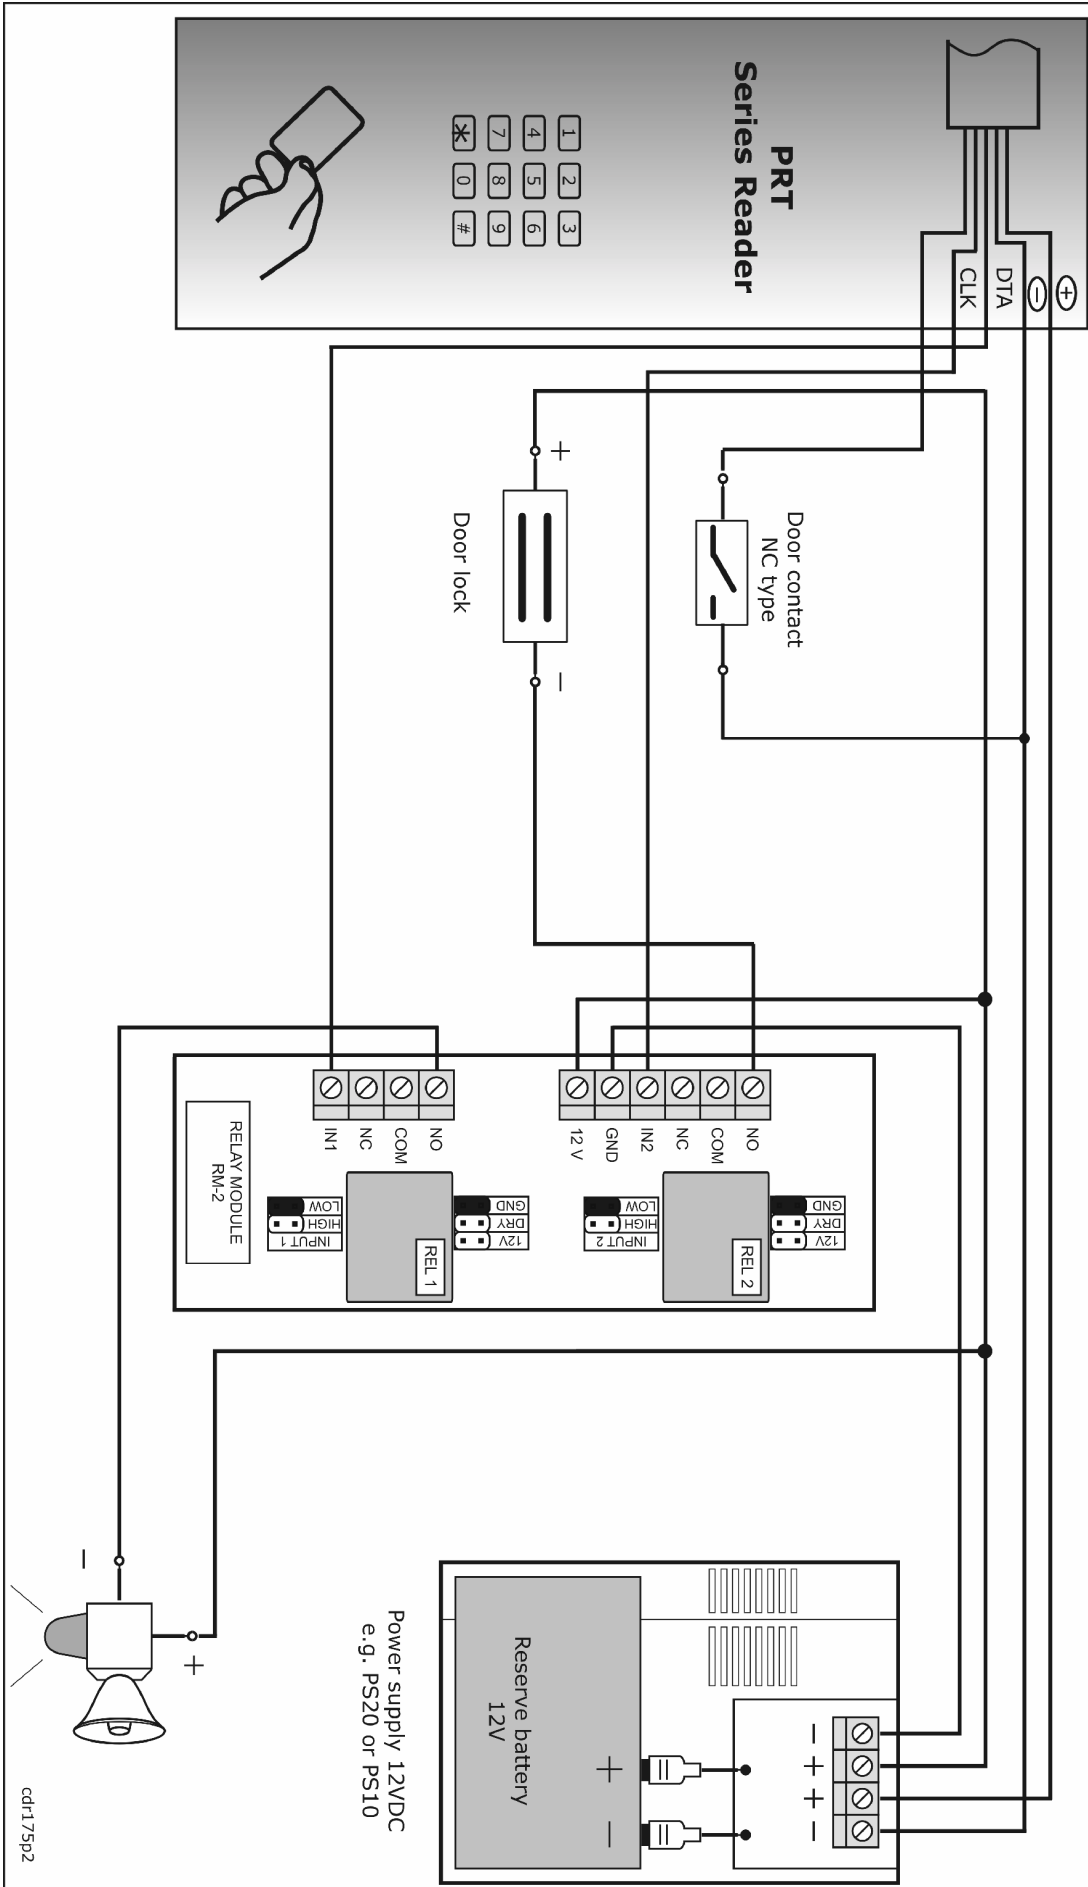 PRT
Series Reader
1 2 3
4 5 6
7 8 9
* 0 #
+
−
DTA
CLK
Door contact
NC type
+
Door lock
−
NO
COM
NC
IN2
GND
12 V
NO
COM
NC
IN1
GND
DRY
12V
REL 2
LOW
HIGH
INPUT 2
GND
DRY
12V
REL 1
LOW
HIGH
INPUT 1
RELAY MODULE
RM-2
−
+
−
+
+
−
Reserve battery
12V
+
−
Power supply 12VDC
e.g. PS20 or PS10
cdr175p2